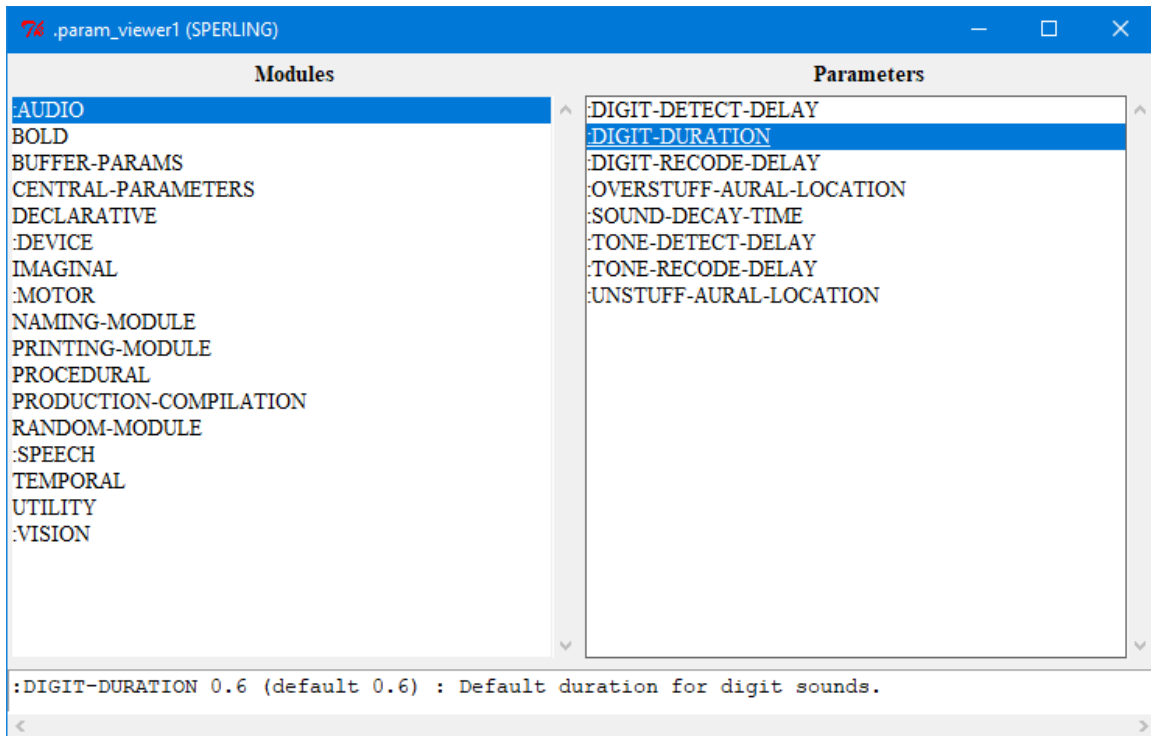 .param_viewer1 (SPERLING)
Modules
:AUDIO
BOLD
BUFFER-PARAMS
CENTRAL-PARAMETERS
DECLARATIVE
:DEVICE
IMAGINAL
:MOTOR
NAMING-MODULE
PRINTING-MODULE
PROCEDURAL
PRODUCTION-COMPILATION
RANDOM-MODULE
:SPEECH
TEMPORAL
UTILITY
:VISION
Parameters
:DIGIT-DETECT-DELAY
:DIGIT-DURATION
:DIGIT-RECODE-DELAY
:OVERSTUFF-AURAL-LOCATION
:SOUND-DECAY-TIME
:TONE-DETECT-DELAY
:TONE-RECODE-DELAY
:UNSTUFF-AURAL-LOCATION
:DIGIT-DURATION 0.6 (default 0.6) : Default duration for digit sounds.